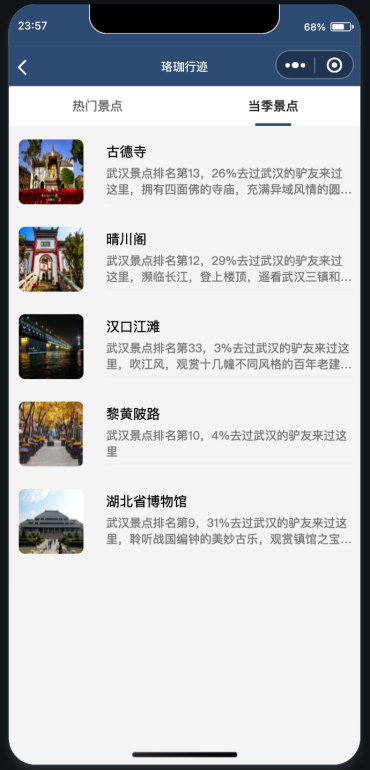 23:57
68%
珞珈行迹
热门景点
当季景点
古德寺
武汉景点排名第13，26%去过武汉的驴友来过
这里，拥有四面佛的寺庙，充满异域风情的圆...
晴川阁
武汉景点排名第12，29%去过武汉的驴友来过
这里，濒临长江，登上楼顶，遥看武汉三镇和...
汉口江滩
武汉景点排名第33，3%去过武汉的驴友来过这
里，吹江风，观赏十几幢不同风格的百年老建...
黎黄陂路
武汉景点排名第10，4%去过武汉的驴友来过这
里
湖北省博物馆
武汉景点排名第9，31%去过武汉的驴友来过这
里，聆听战国编钟的美妙古乐，观赏镇馆之宝...